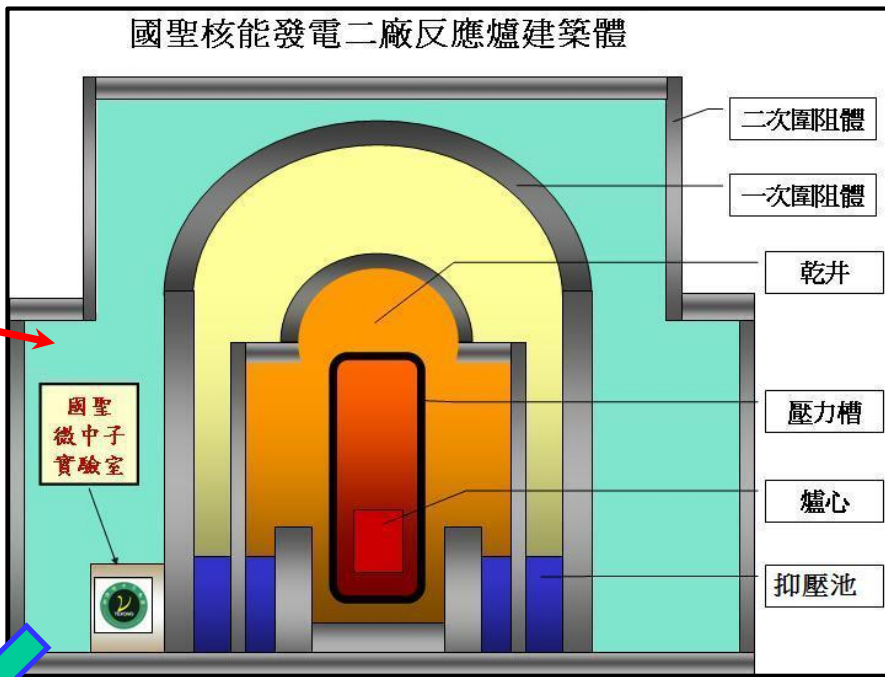 國聖核能發電二廠反應爐建築體
二次圍阻體
一次圍阻體
乾井
國聖
微中子
實驗室
壓力槽
爐心
抑壓池
TEXONO